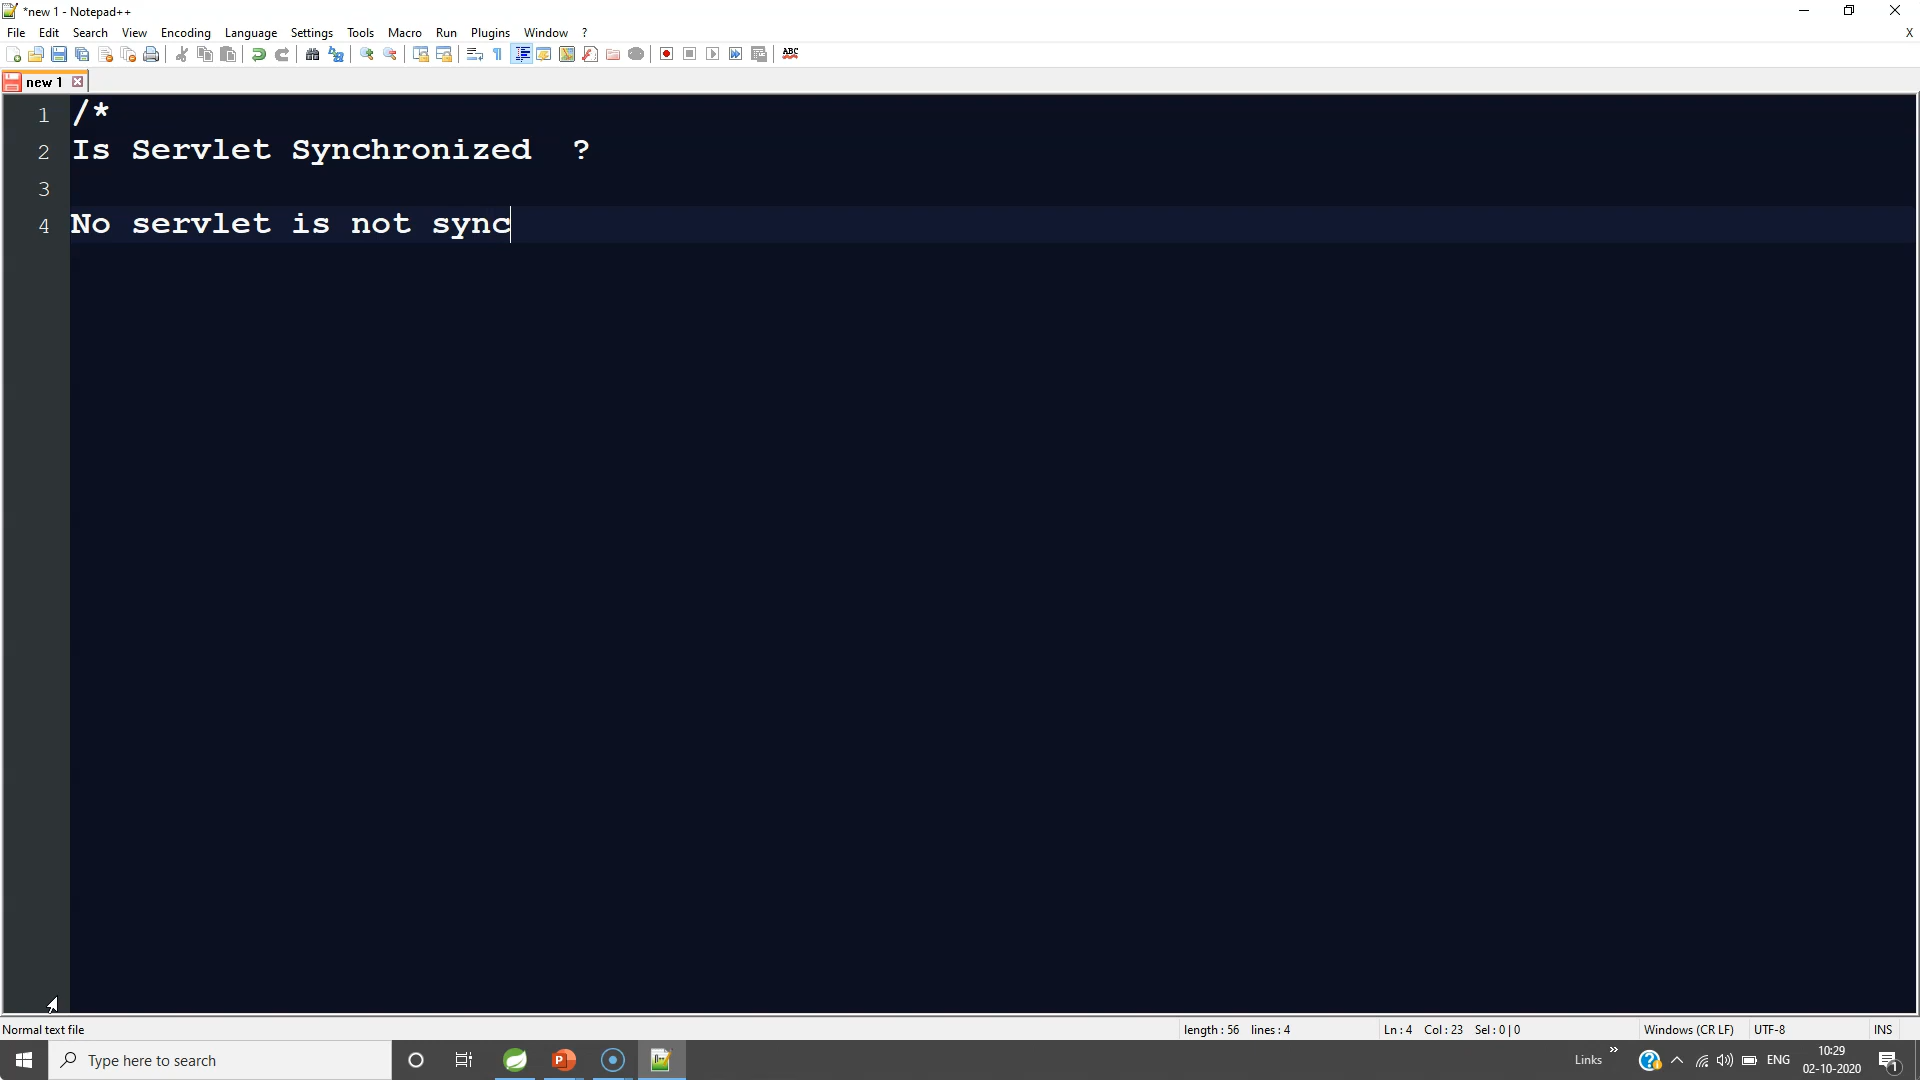 *new 1 - Notepad++
File Edit Search View Encoding Language Settings Tools Macro Run Plugins Window ? X
ABC
new 1
1 /*
2 Is Servlet Synchronized  ?
3
4 No servlet is not sync
Normal text file length : 56 lines : 4 Ln : 4 Col : 23 Sel : 0 | 0 Windows (CR LF) UTF-8 INS
Type here to search P Links » ENG 10:29 1
02-10-2020